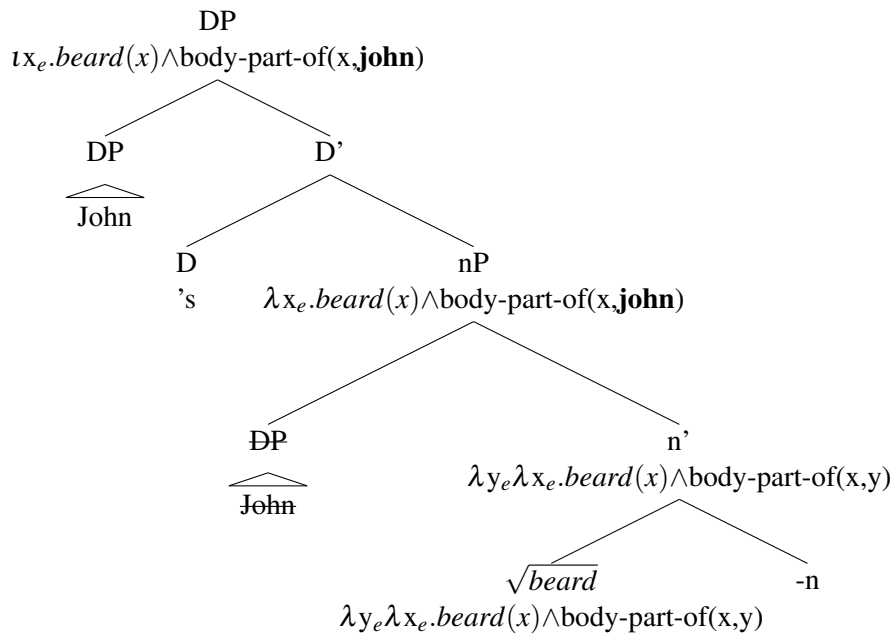 DP
ιx_e.beard(x)∧body-part-of(x,john)
DP D'
John
D nP
's λx_e.beard(x)∧body-part-of(x,john)
DP n'
λy_eλx_e.beard(x)∧body-part-of(x,y)
John
√beard -n
λy_eλx_e.beard(x)∧body-part-of(x,y)